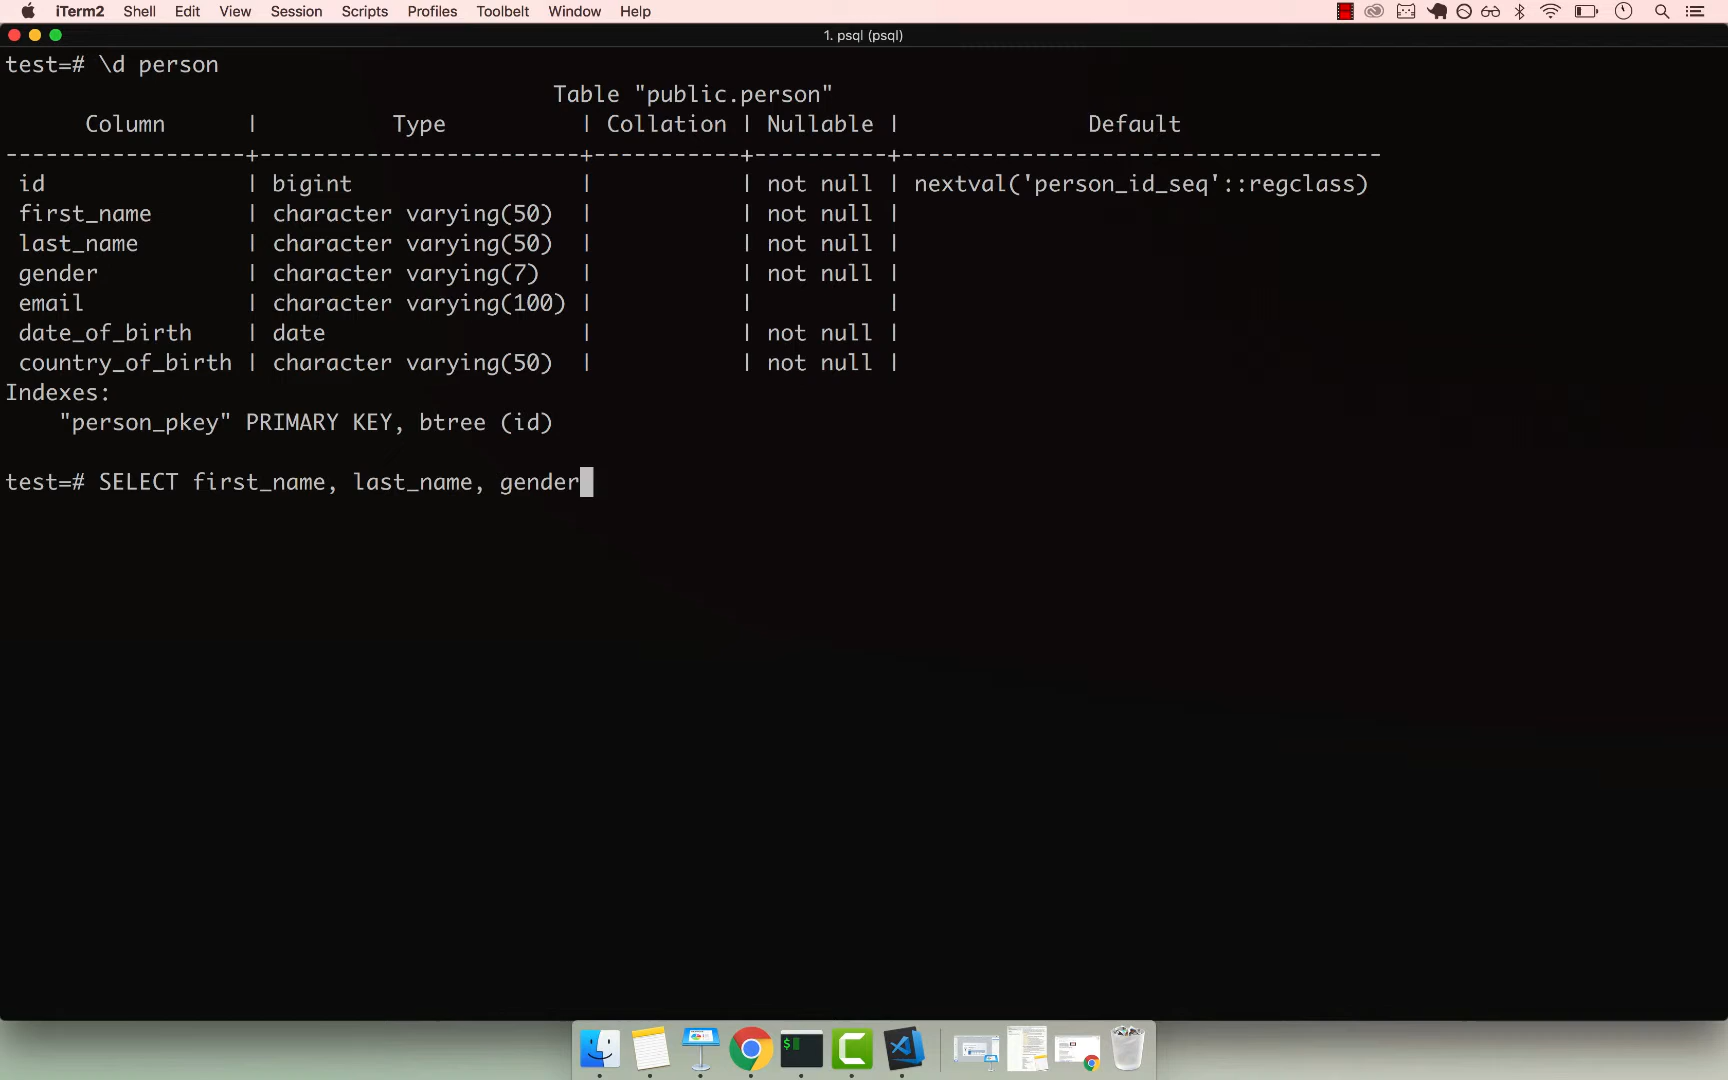 iTerm2 Shell Edit View Session Scripts Profiles Toolbelt Window Help
1. psql (psql)
test=# \d person
                                         Table "public.person"
      Column      |          Type          | Collation | Nullable |              Default
------------------+------------------------+-----------+----------+------------------------------------
 id               | bigint                 |           | not null | nextval('person_id_seq'::regclass)
 first_name       | character varying(50)  |           | not null |
 last_name        | character varying(50)  |           | not null |
 gender           | character varying(7)   |           | not null |
 email            | character varying(100) |           |          |
 date_of_birth    | date                   |           | not null |
 country_of_birth | character varying(50)  |           | not null |
Indexes:
    "person_pkey" PRIMARY KEY, btree (id)
test=# SELECT first_name, last_name, gender